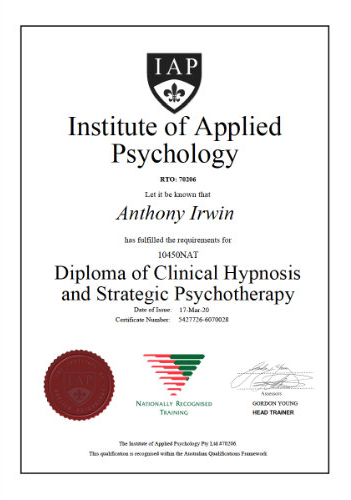 IAP
Institute of Applied
Psychology
RTO: 70206
Let it be known that
Anthony Irwin
has fulfilled the requirements for
10450NAT
Diploma of Clinical Hypnosis
and Strategic Psychotherapy
Date of Issue: 17-Mar-20
Certificate Number: 5427726-6070028
IAP
NATIONALLY RECOGNISED
TRAINING
Assessors
GORDON YOUNG
HEAD TRAINER
The Institute of Applied Psychology Pty Ltd #70206
This qualification is recognised within the Australian Qualifications Framework